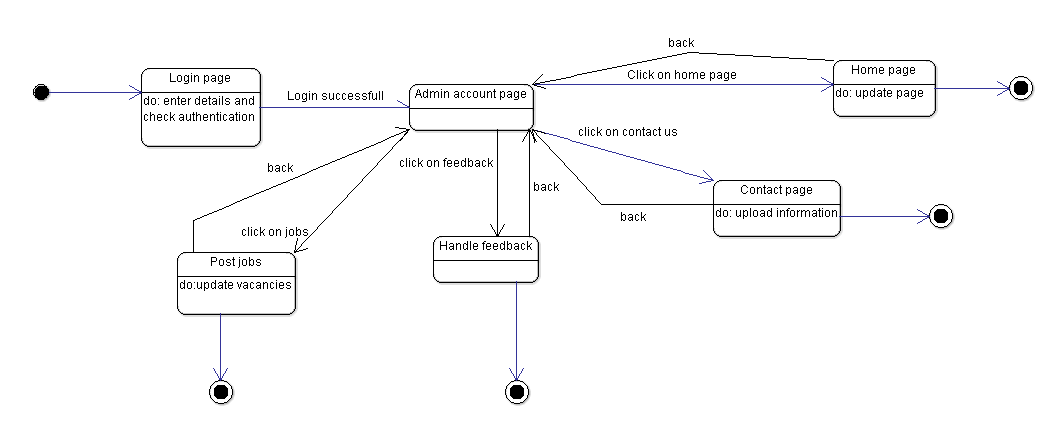 back
Login page
do: enter details and
check authentication
Login successfull
Admin account page
Click on home page
Home page
do: update page
click on contact us
back
click on feedback
back
Contact page
do: upload information
back
click on jobs
Post jobs
do:update vacancies
Handle feedback